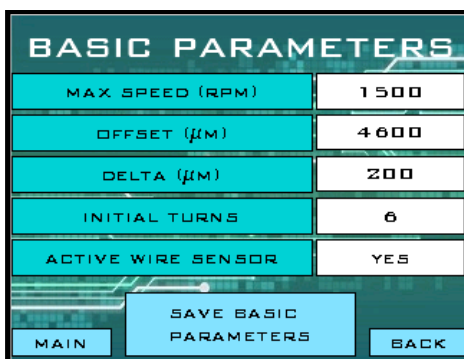 BASIC PARAMETERS
MAX SPEED (RPM) 1500
OFFSET (μM) 4600
DELTA (μM) 200
INITIAL TURNS 6
ACTIVE WIRE SENSOR YES
SAVE BASIC
PARAMETERS
MAIN
BACK